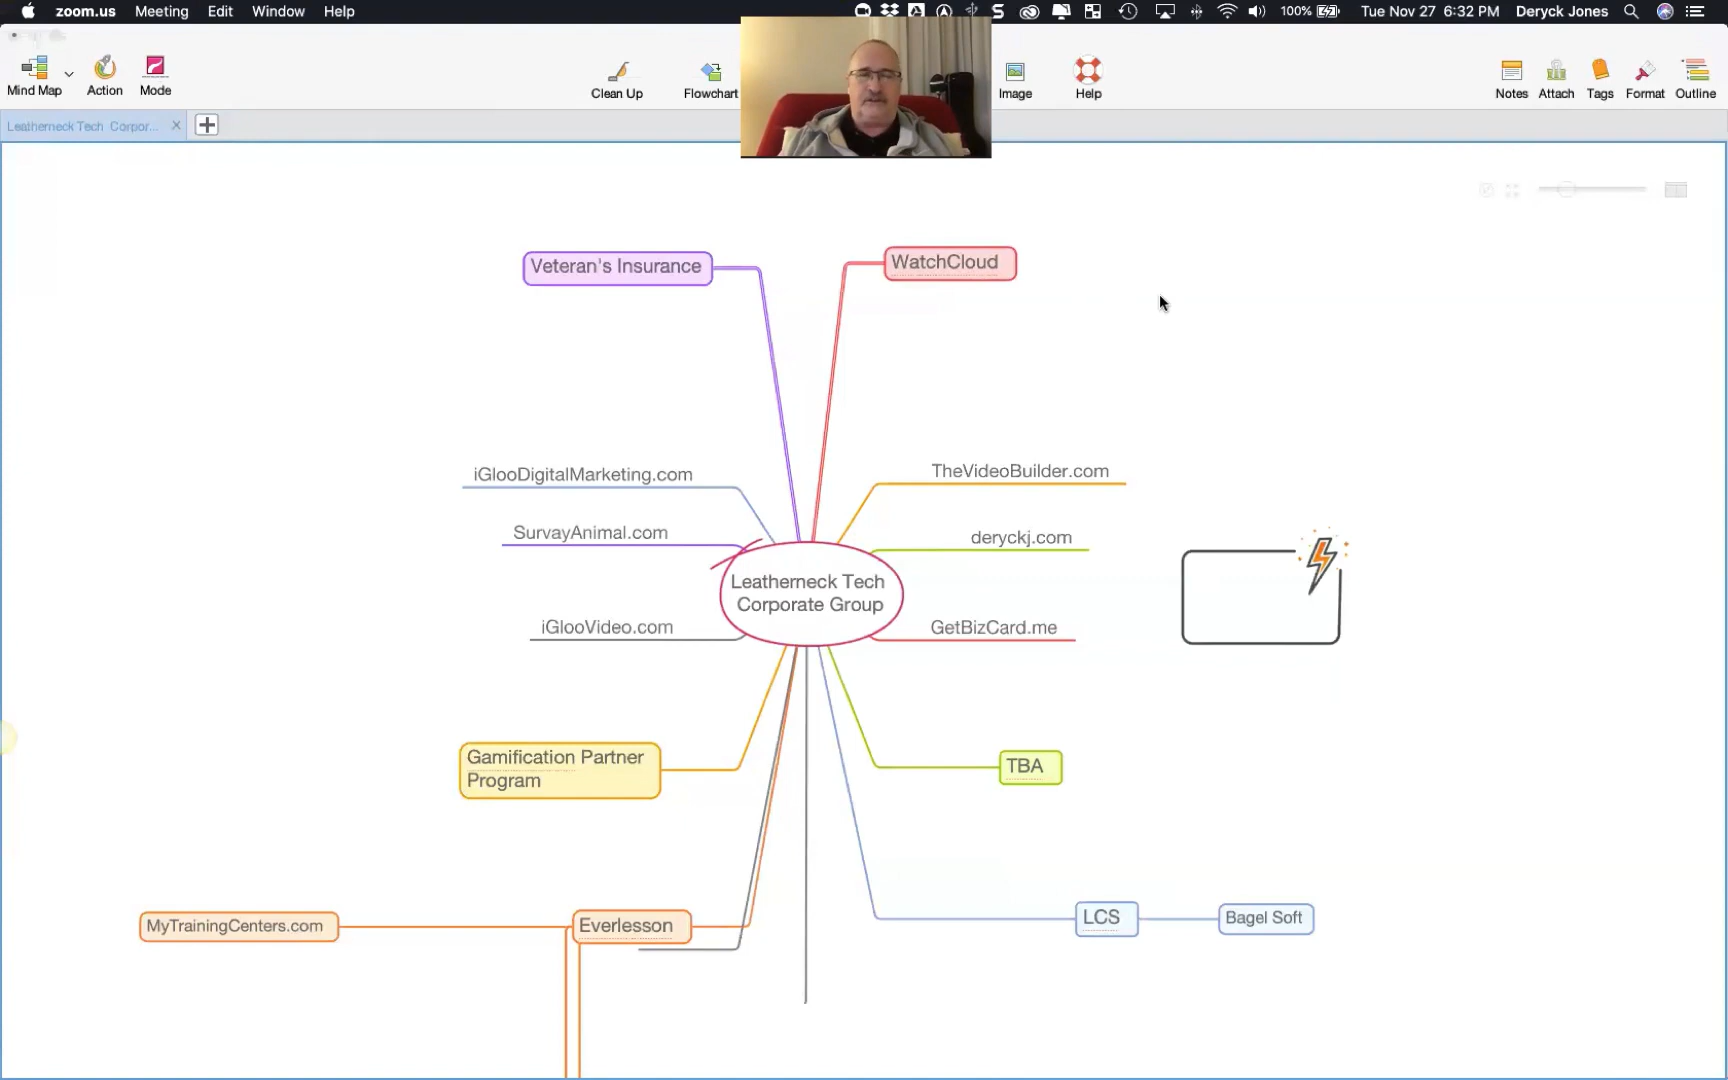 zoom.us Meeting Edit Window Help
100% Tue Nov 27 6:32 PM Deryck Jones
Mind Map Action Mode
Clean Up Flowchart Image Help
Notes Attach Tags Format Outline
Leatherneck Tech Corpor...
Veteran's Insurance
WatchCloud
iGlooDigitalMarketing.com
TheVideoBuilder.com
SurvayAnimal.com
deryckj.com
Leatherneck Tech
Corporate Group
iGlooVideo.com
GetBizCard.me
Gamification Partner
Program
TBA
MyTrainingCenters.com
Everlesson
LCS
Bagel Soft